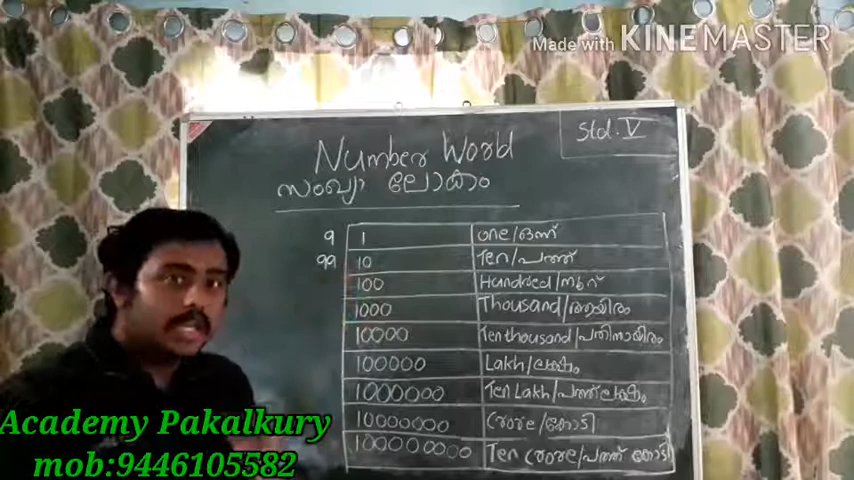 Made with KINEMASTER
Number World
സംഖ്യാ ലോകം
Std. V
9 1 one/ഒന്ന്
99 10 Ten/പത്ത്
100 Hundred/നൂറ്
1000 Thousand/ആയിരം
10000 Tenthousand/പതിനായിരം
100000 Lakh/ലക്ഷം
1000000 Ten Lakh/പത്ത് ലക്ഷം
10000000 Crore/കോടി
100000000 Ten Crore/പത്ത് കോടി
Academy Pakalkury
mob:9446105582